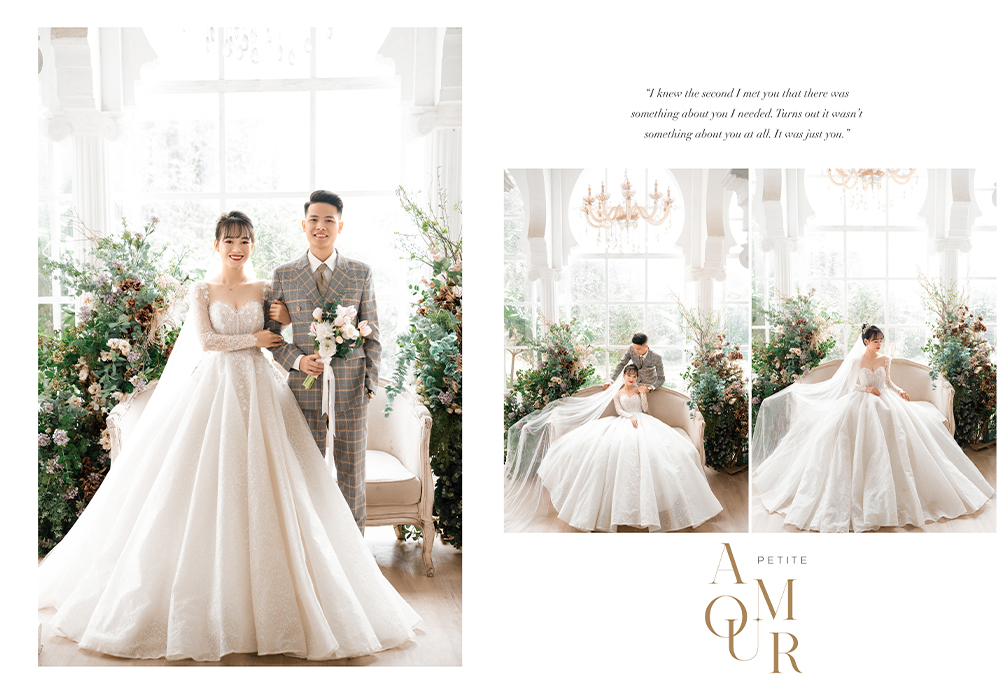 “I knew the second I met you that there was
something about you I needed. Turns out it wasn’t
something about you at all. It was just you.”
PETITE
AMOUR